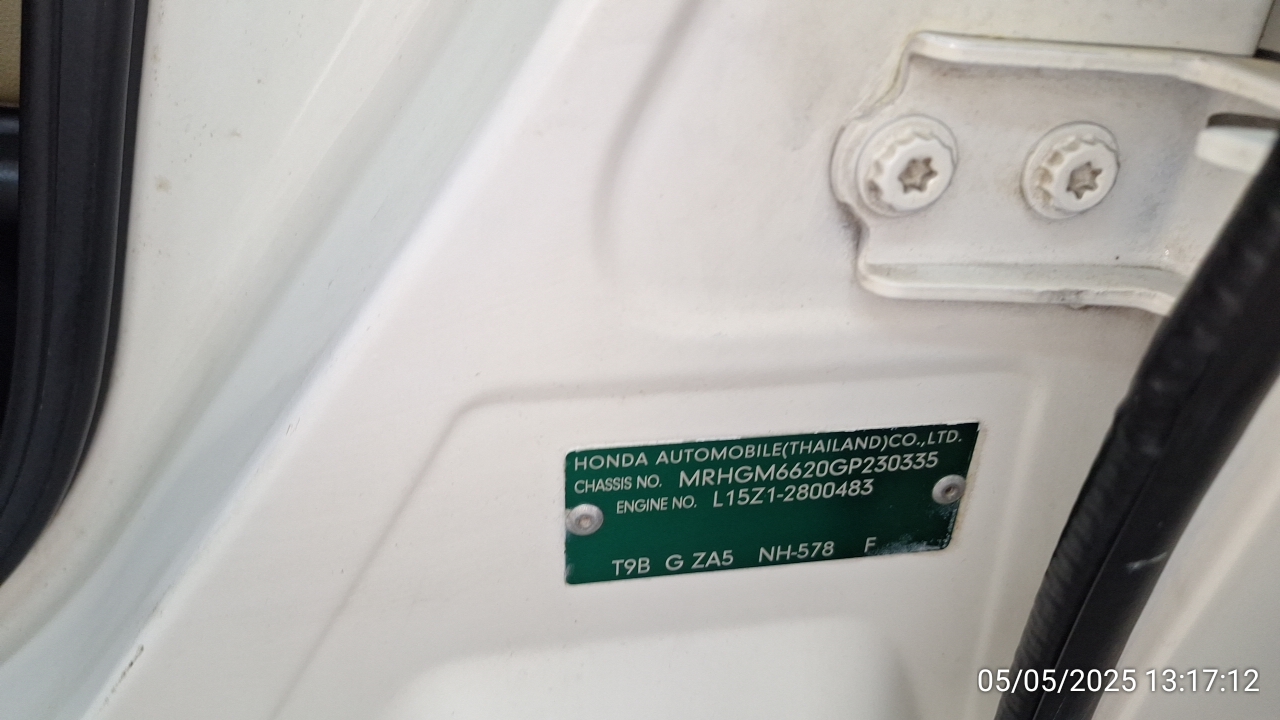 HONDA AUTOMOBILE(THAILAND)CO.,LTD.
CHASSIS NO. MRHGM6620GP230335
ENGINE NO. L15Z1-2800483
T9B G ZA5 NH-578 F
05/05/2025 13:17:12